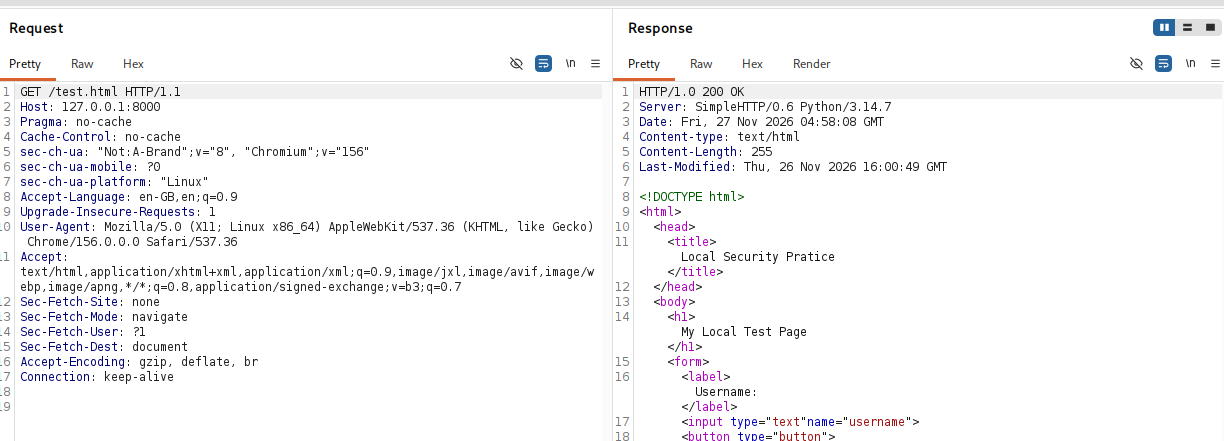 Request
Pretty Raw Hex \n
1 GET /test.html HTTP/1.1
2 Host: 127.0.0.1:8000
3 Pragma: no-cache
4 Cache-Control: no-cache
5 sec-ch-ua: "Not:A-Brand";v="8", "Chromium";v="156"
6 sec-ch-ua-mobile: ?0
7 sec-ch-ua-platform: "Linux"
8 Accept-Language: en-GB,en;q=0.9
9 Upgrade-Insecure-Requests: 1
10 User-Agent: Mozilla/5.0 (X11; Linux x86_64) AppleWebKit/537.36 (KHTML, like Gecko)
Chrome/156.0.0.0 Safari/537.36
11 Accept:
text/html,application/xhtml+xml,application/xml;q=0.9,image/jxl,image/avif,image/w
ebp,image/apng,*/*;q=0.8,application/signed-exchange;v=b3;q=0.7
12 Sec-Fetch-Site: none
13 Sec-Fetch-Mode: navigate
14 Sec-Fetch-User: ?1
15 Sec-Fetch-Dest: document
16 Accept-Encoding: gzip, deflate, br
17 Connection: keep-alive
18
19
Response
Pretty Raw Hex Render \n
1 HTTP/1.0 200 OK
2 Server: SimpleHTTP/0.6 Python/3.14.7
3 Date: Fri, 27 Nov 2026 04:58:08 GMT
4 Content-type: text/html
5 Content-Length: 255
6 Last-Modified: Thu, 26 Nov 2026 16:00:49 GMT
7
8 <!DOCTYPE html>
9 <html>
10 <head>
11 <title>
Local Security Pratice
</title>
12 </head>
13 <body>
14 <h1>
My Local Test Page
</h1>
15 <form>
16 <label>
Username:
</label>
17 <input type="text"name="username">
18 <button type="button">